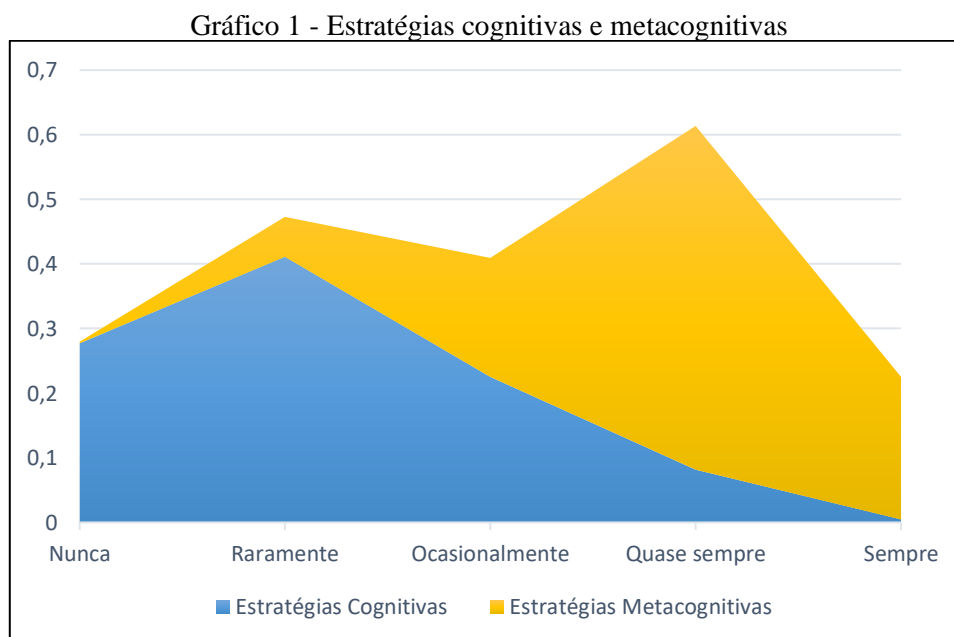 Gráfico 1 - Estratégias cognitivas e metacognitivas
0,7
0,6
0,5
0,4
0,3
0,2
0,1
0
Nunca Raramente Ocasionalmente Quase sempre Sempre
Estratégias Cognitivas Estratégias Metacognitivas